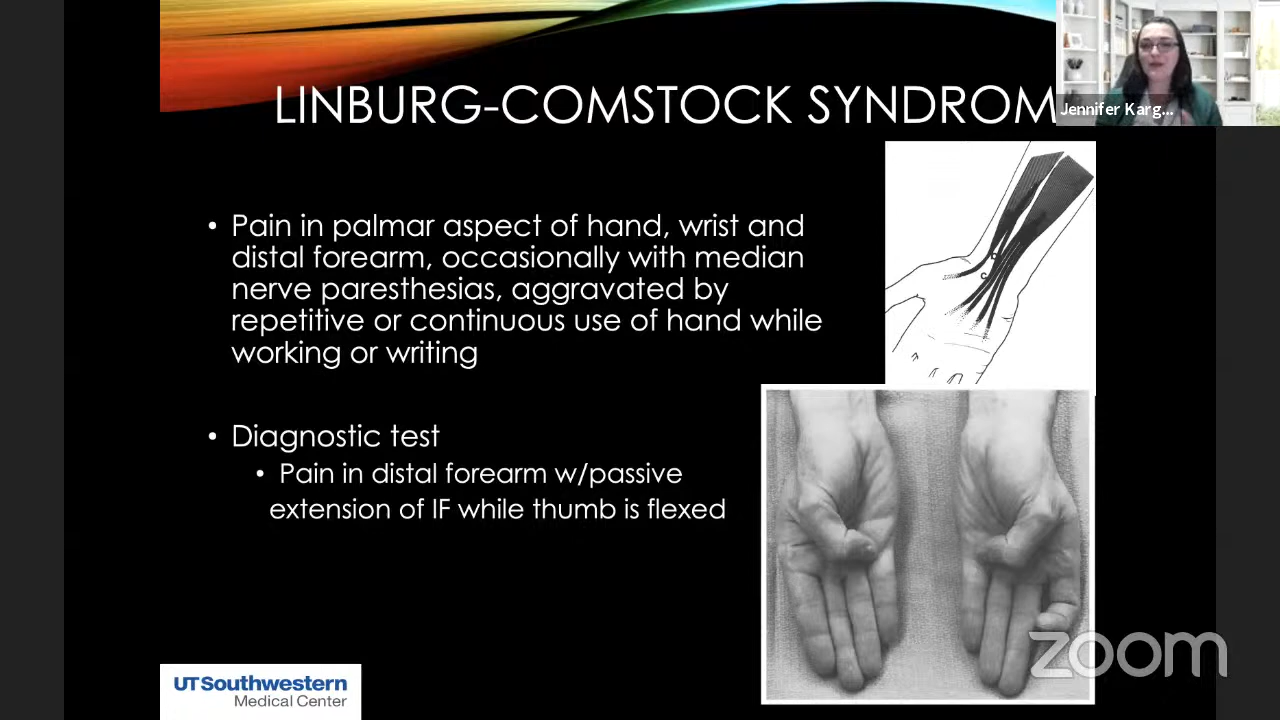 LINBURG-COMSTOCK SYNDROM
Jennifer Karg...
• Pain in palmar aspect of hand, wrist and
distal forearm, occasionally with median
nerve paresthesias, aggravated by
repetitive or continuous use of hand while
working or writing
• Diagnostic test
• Pain in distal forearm w/passive
extension of IF while thumb is flexed
zoom
UTSouthwestern
Medical Center